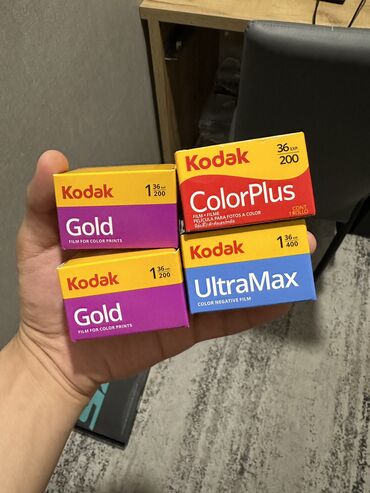 Kodak
1 36 EXP. 200
Gold
FILM FOR COLOR PRINTS
Kodak
36 EXP. 200
ColorPlus
FILM • FILME
PELÍCULA PARA FOTOS A COLOR
CONT. 1 ROLLO
Kodak
1 36 EXP. 200
Gold
FILM FOR COLOR PRINTS
Kodak
1 36 EXP. 400
UltraMax
COLOR NEGATIVE FILM